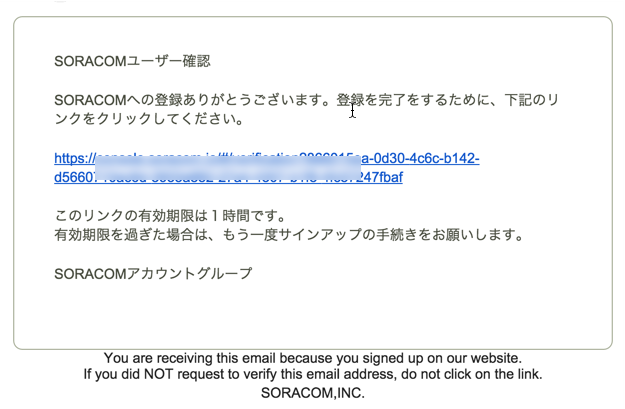 SORACOMユーザー確認
SORACOMへの登録ありがとうございます。登録を完了をするために、下記のリ
ンクをクリックしてください。
https://
-0d30-4c6c-b142-
d5660
247fbaf
このリンクの有効期限は１時間です。
有効期限を過ぎた場合は、もう一度サインアップの手続きをお願いします。
SORACOMアカウントグループ
You are receiving this email because you signed up on our website.
If you did NOT request to verify this email address, do not click on the link.
SORACOM,INC.